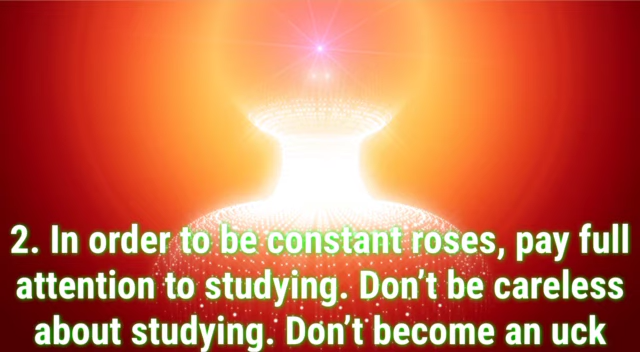 2. In order to be constant roses, pay full
attention to studying. Don’t be careless
about studying. Don’t become an uck